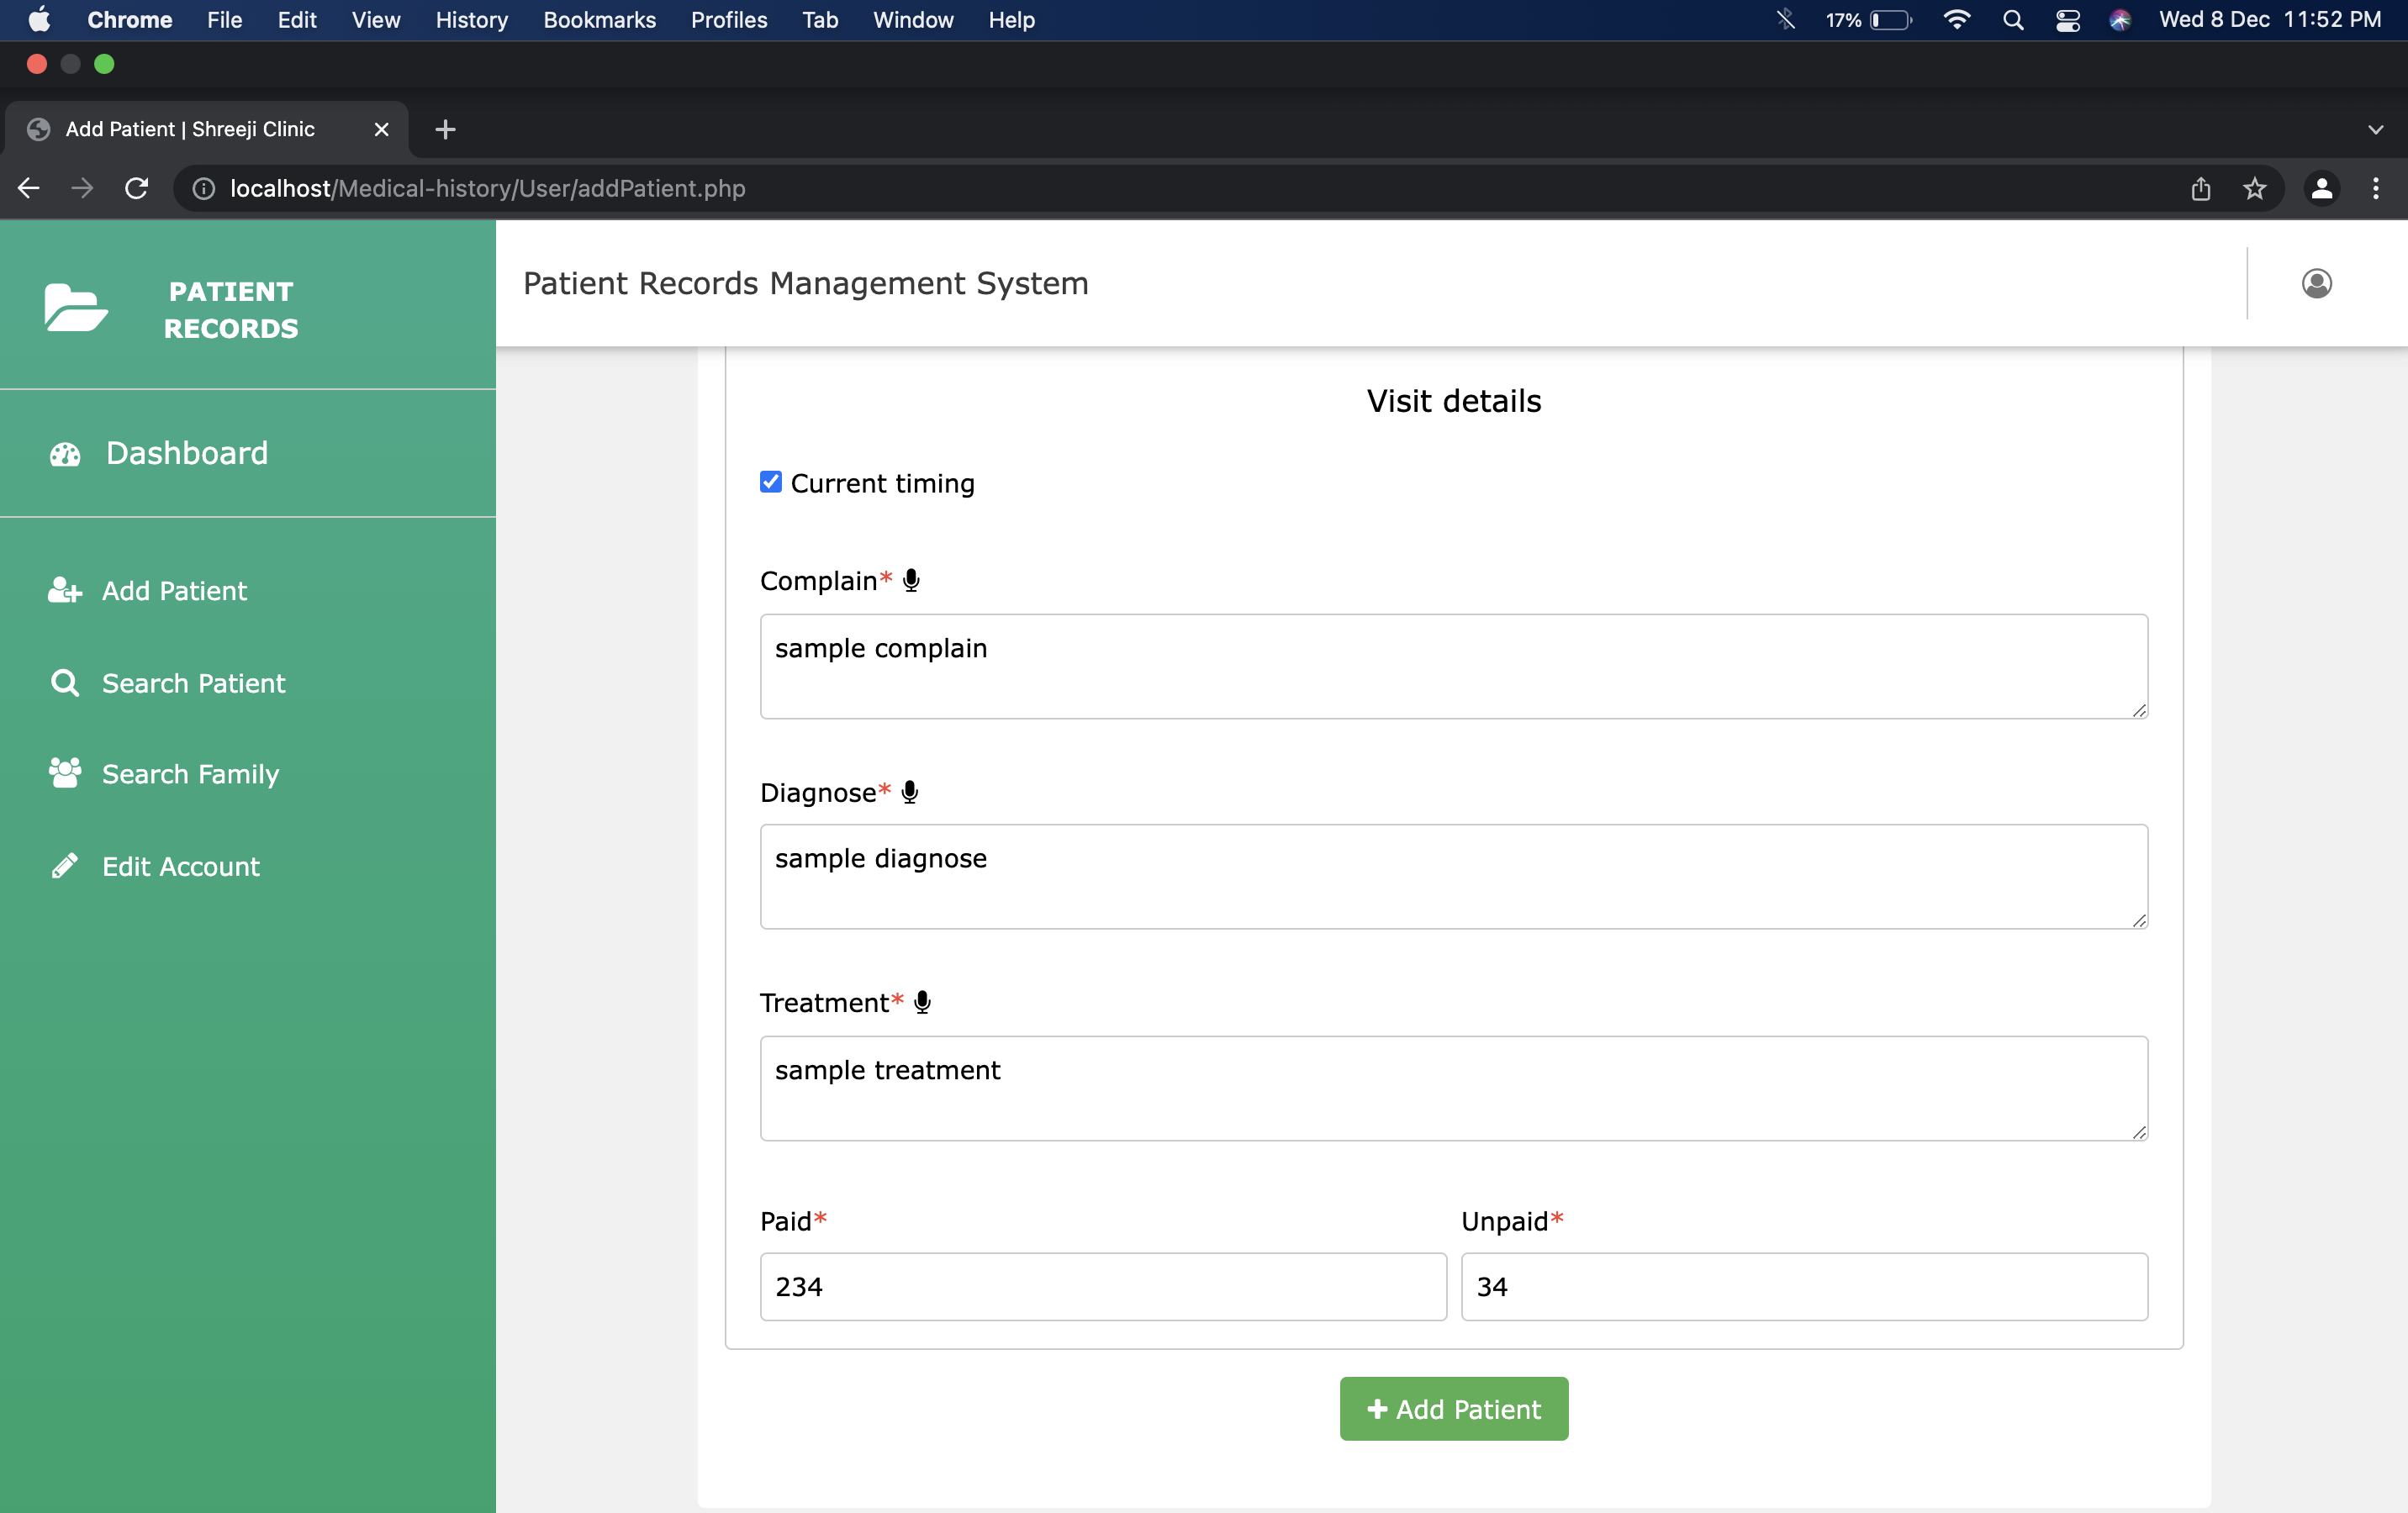 Chrome File Edit View History Bookmarks Profiles Tab Window Help 17% Wed 8 Dec 11:52 PM
Add Patient | Shreeji Clinic
localhost/Medical-history/User/addPatient.php
PATIENT
RECORDS
Dashboard
Add Patient
Search Patient
Search Family
Edit Account
Patient Records Management System
Visit details
Current timing
Complain*
sample complain
Diagnose*
sample diagnose
Treatment*
sample treatment
Paid* Unpaid*
234 34
+ Add Patient